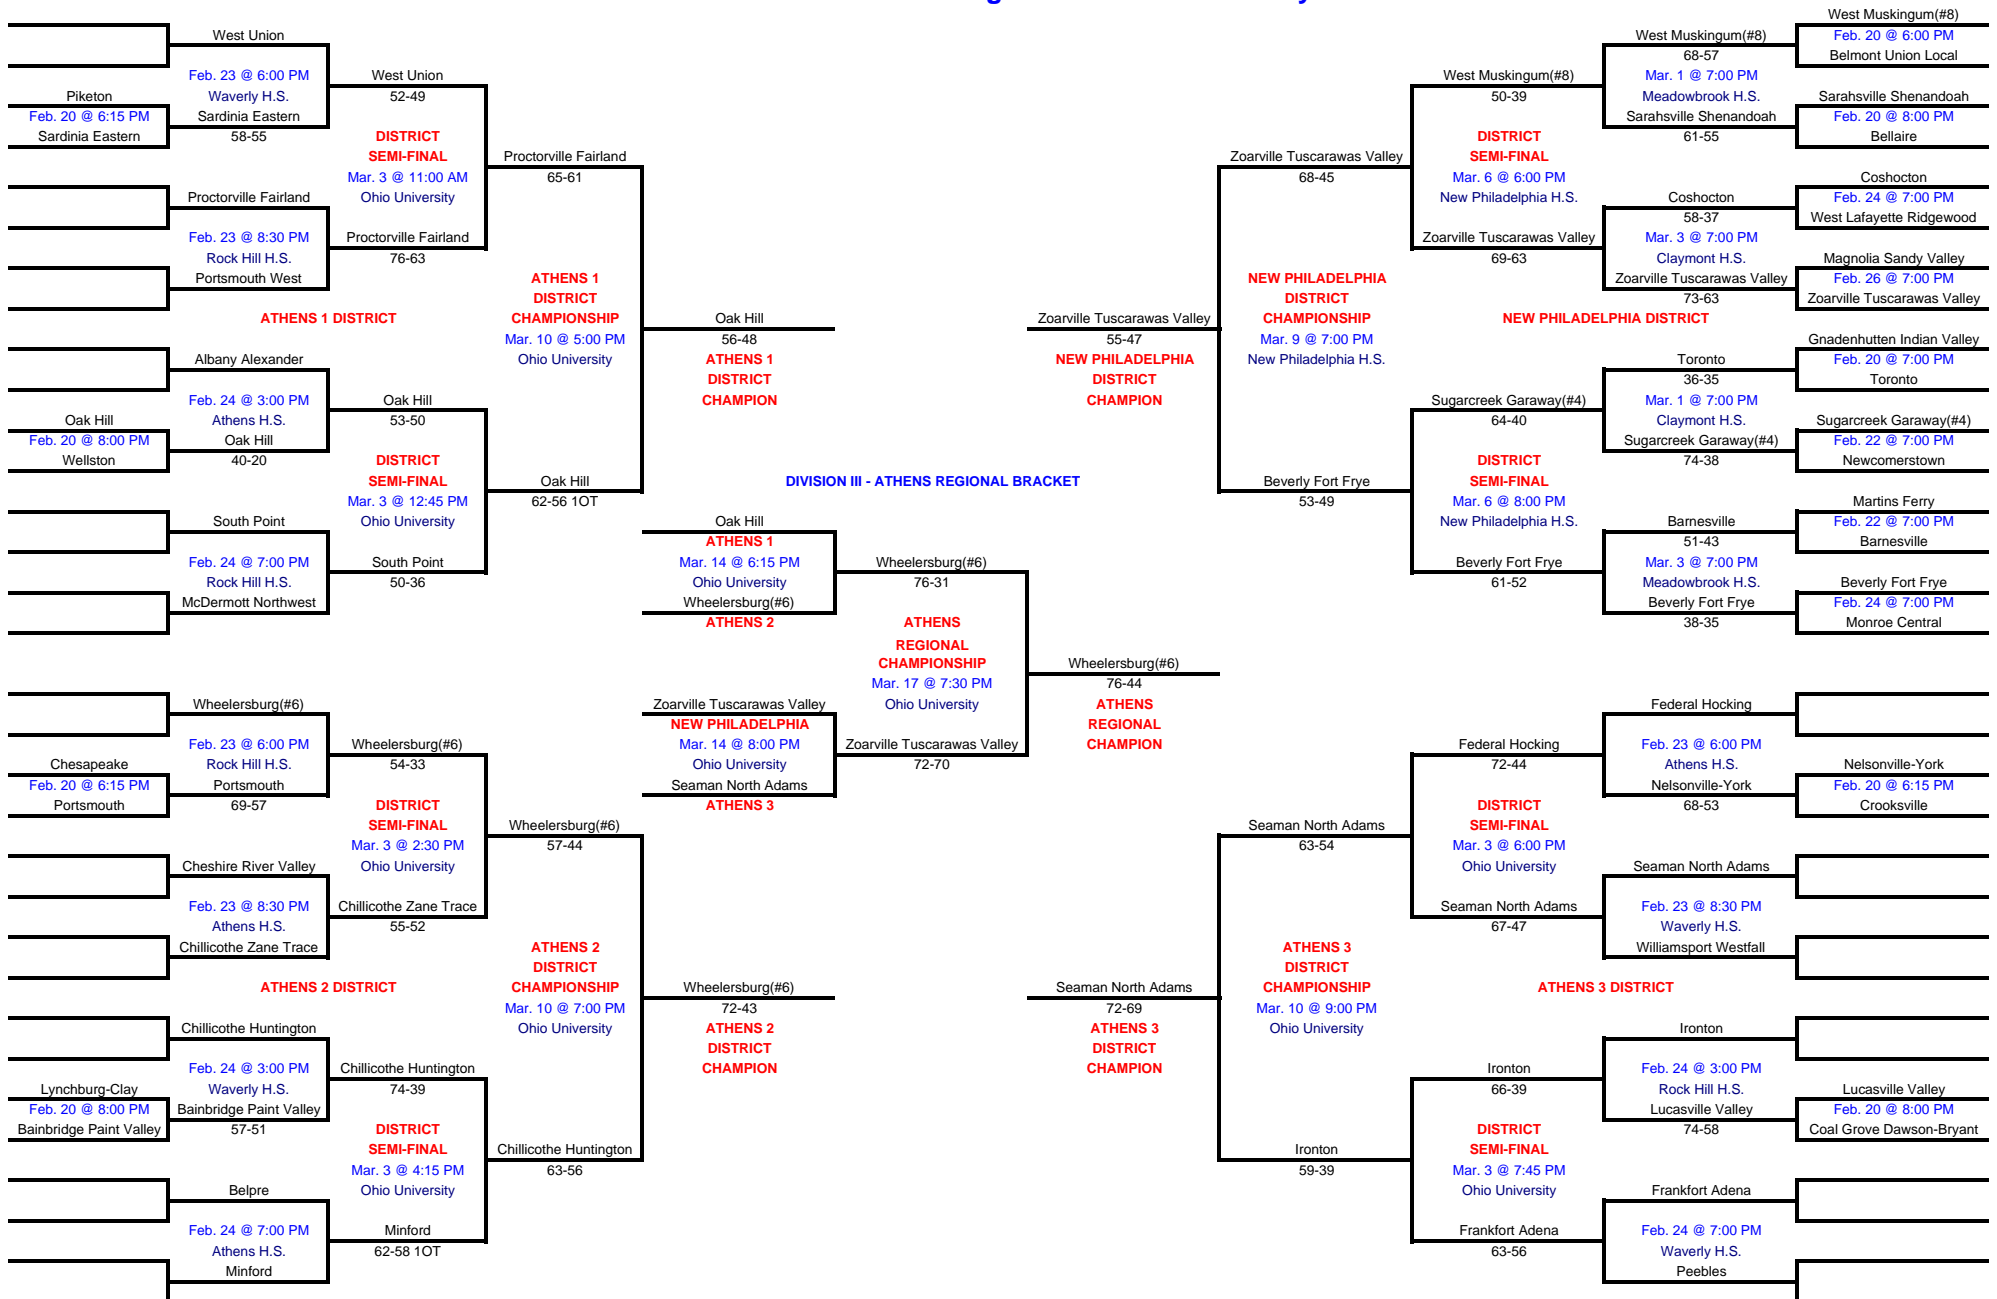 West Union
Feb. 23 @ 6:00 PM
Waverly H.S.
Piketon
Feb. 20 @ 6:15 PM
Sardinia Eastern
Sardinia Eastern
58-55
West Union
52-49
DISTRICT
SEMI-FINAL
Mar. 3 @ 11:00 AM
Ohio University
Proctorville Fairland
Feb. 23 @ 8:30 PM
Rock Hill H.S.
Portsmouth West
Proctorville Fairland
76-63
Proctorville Fairland
65-61
ATHENS 1 DISTRICT
ATHENS 1
DISTRICT
CHAMPIONSHIP
Mar. 10 @ 5:00 PM
Ohio University
Oak Hill
56-48
ATHENS 1
DISTRICT
CHAMPION
Albany Alexander
Feb. 24 @ 3:00 PM
Athens H.S.
Oak Hill
Feb. 20 @ 8:00 PM
Wellston
Oak Hill
40-20
Oak Hill
53-50
DISTRICT
SEMI-FINAL
Mar. 3 @ 12:45 PM
Ohio University
Oak Hill
62-56 1OT
South Point
Feb. 24 @ 7:00 PM
Rock Hill H.S.
McDermott Northwest
South Point
50-36
DIVISION III - ATHENS REGIONAL BRACKET
Oak Hill
ATHENS 1
Mar. 14 @ 6:15 PM
Ohio University
Wheelersburg(#6)
ATHENS 2
Wheelersburg(#6)
76-31
ATHENS
REGIONAL
CHAMPIONSHIP
Mar. 17 @ 7:30 PM
Ohio University
Wheelersburg(#6)
76-44
ATHENS
REGIONAL
CHAMPION
Zoarville Tuscarawas Valley
NEW PHILADELPHIA
Mar. 14 @ 8:00 PM
Ohio University
Seaman North Adams
ATHENS 3
Zoarville Tuscarawas Valley
72-70
Wheelersburg(#6)
Feb. 23 @ 6:00 PM
Rock Hill H.S.
Chesapeake
Feb. 20 @ 6:15 PM
Portsmouth
Portsmouth
69-57
Wheelersburg(#6)
54-33
DISTRICT
SEMI-FINAL
Mar. 3 @ 2:30 PM
Ohio University
Wheelersburg(#6)
57-44
Cheshire River Valley
Feb. 23 @ 8:30 PM
Athens H.S.
Chillicothe Zane Trace
Chillicothe Zane Trace
55-52
ATHENS 2 DISTRICT
ATHENS 2
DISTRICT
CHAMPIONSHIP
Mar. 10 @ 7:00 PM
Ohio University
Wheelersburg(#6)
72-43
ATHENS 2
DISTRICT
CHAMPION
Chillicothe Huntington
Feb. 24 @ 3:00 PM
Waverly H.S.
Lynchburg-Clay
Feb. 20 @ 8:00 PM
Bainbridge Paint Valley
Bainbridge Paint Valley
57-51
Chillicothe Huntington
74-39
DISTRICT
SEMI-FINAL
Mar. 3 @ 4:15 PM
Ohio University
Chillicothe Huntington
63-56
Belpre
Feb. 24 @ 7:00 PM
Athens H.S.
Minford
Minford
62-58 1OT
West Muskingum(#8)
Feb. 20 @ 6:00 PM
Belmont Union Local
West Muskingum(#8)
68-57
Mar. 1 @ 7:00 PM
Meadowbrook H.S.
Sarahsville Shenandoah
61-55
Sarahsville Shenandoah
Feb. 20 @ 8:00 PM
Bellaire
West Muskingum(#8)
50-39
DISTRICT
SEMI-FINAL
Mar. 6 @ 6:00 PM
New Philadelphia H.S.
Zoarville Tuscarawas Valley
68-45
Coshocton
Feb. 24 @ 7:00 PM
West Lafayette Ridgewood
Coshocton
58-37
Mar. 3 @ 7:00 PM
Claymont H.S.
Zoarville Tuscarawas Valley
73-63
Magnolia Sandy Valley
Feb. 26 @ 7:00 PM
Zoarville Tuscarawas Valley
Zoarville Tuscarawas Valley
69-63
NEW PHILADELPHIA DISTRICT
NEW PHILADELPHIA
DISTRICT
CHAMPIONSHIP
Mar. 9 @ 7:00 PM
New Philadelphia H.S.
Zoarville Tuscarawas Valley
55-47
NEW PHILADELPHIA
DISTRICT
CHAMPION
Gnadenhutten Indian Valley
Feb. 20 @ 7:00 PM
Toronto
Toronto
36-35
Mar. 1 @ 7:00 PM
Claymont H.S.
Sugarcreek Garaway(#4)
74-38
Sugarcreek Garaway(#4)
Feb. 22 @ 7:00 PM
Newcomerstown
Sugarcreek Garaway(#4)
64-40
DISTRICT
SEMI-FINAL
Mar. 6 @ 8:00 PM
New Philadelphia H.S.
Beverly Fort Frye
53-49
Martins Ferry
Feb. 22 @ 7:00 PM
Barnesville
Barnesville
51-43
Mar. 3 @ 7:00 PM
Meadowbrook H.S.
Beverly Fort Frye
38-35
Beverly Fort Frye
Feb. 24 @ 7:00 PM
Monroe Central
Beverly Fort Frye
61-52
Federal Hocking
Feb. 23 @ 6:00 PM
Athens H.S.
Nelsonville-York
68-53
Nelsonville-York
Feb. 20 @ 6:15 PM
Crooksville
Federal Hocking
72-44
DISTRICT
SEMI-FINAL
Mar. 3 @ 6:00 PM
Ohio University
Seaman North Adams
63-54
Seaman North Adams
Feb. 23 @ 8:30 PM
Waverly H.S.
Williamsport Westfall
Seaman North Adams
67-47
ATHENS 3 DISTRICT
ATHENS 3
DISTRICT
CHAMPIONSHIP
Mar. 10 @ 9:00 PM
Ohio University
Seaman North Adams
72-69
ATHENS 3
DISTRICT
CHAMPION
Ironton
Feb. 24 @ 3:00 PM
Rock Hill H.S.
Lucasville Valley
74-58
Lucasville Valley
Feb. 20 @ 8:00 PM
Coal Grove Dawson-Bryant
Ironton
66-39
DISTRICT
SEMI-FINAL
Mar. 3 @ 7:45 PM
Ohio University
Ironton
59-39
Frankfort Adena
Feb. 24 @ 7:00 PM
Waverly H.S.
Peebles
Frankfort Adena
63-56